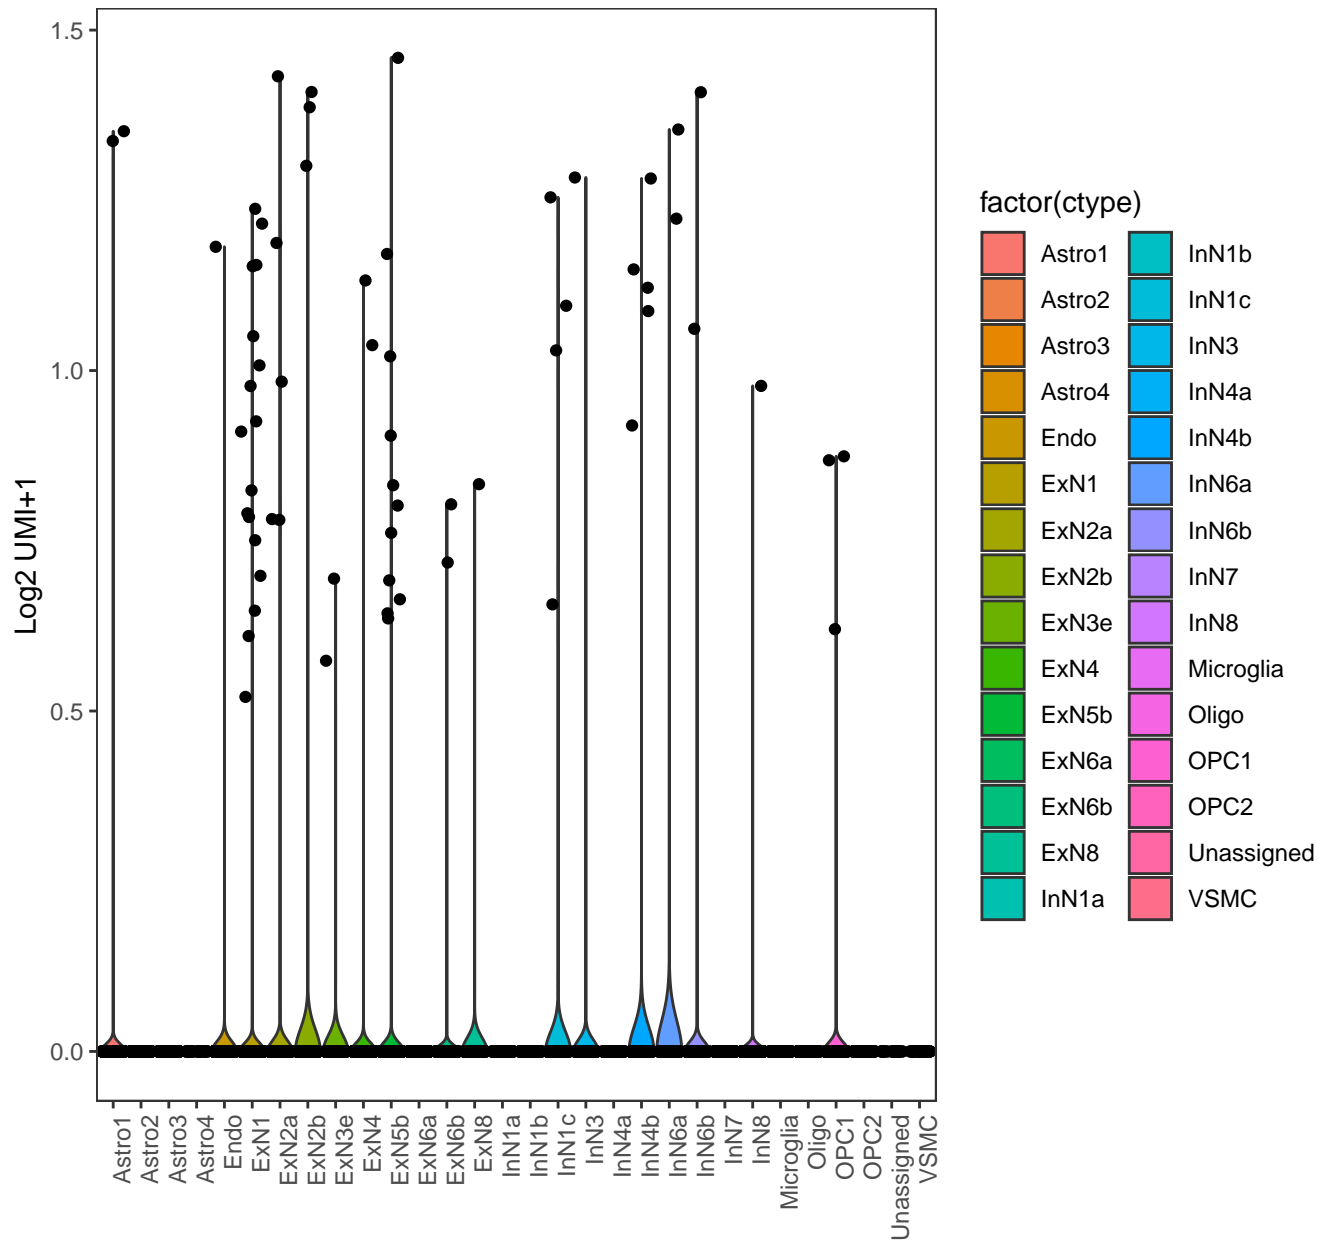 1.5
1.0
0.5
0.0
Log2 UMI+1
Astro1
Astro2
Astro3
Astro4
Endo
ExN1
ExN2a
ExN2b
ExN3e
ExN4
ExN5b
ExN6a
ExN6b
ExN8
InN1a
InN1b
InN1c
InN3
InN4a
InN4b
InN6a
InN6b
InN7
InN8
Microglia
Oligo
OPC1
OPC2
Unassigned
VSMC
factor(ctype)
Astro1
Astro2
Astro3
Astro4
Endo
ExN1
ExN2a
ExN2b
ExN3e
ExN4
ExN5b
ExN6a
ExN6b
ExN8
InN1a
InN1b
InN1c
InN3
InN4a
InN4b
InN6a
InN6b
InN7
InN8
Microglia
Oligo
OPC1
OPC2
Unassigned
VSMC